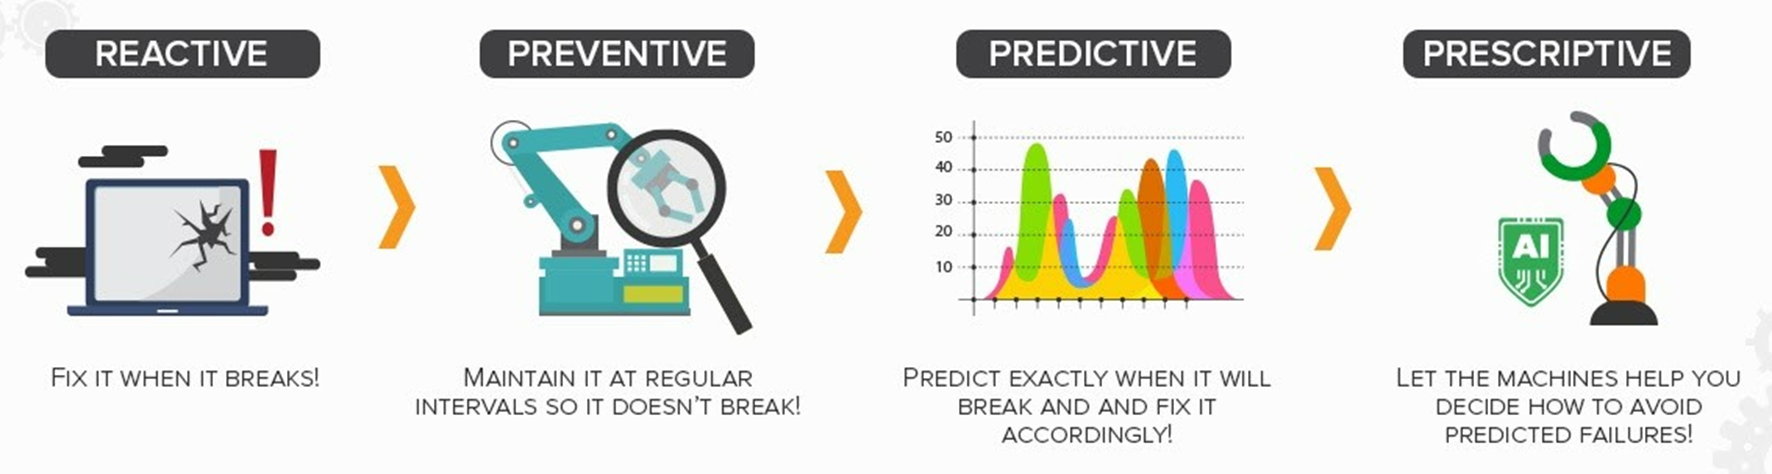 REACTIVE
PREVENTIVE
PREDICTIVE
PRESCRIPTIVE
50
40
30
20
10
AI
FIX IT WHEN IT BREAKS!
MAINTAIN IT AT REGULAR
INTERVALS SO IT DOESN'T BREAK!
PREDICT EXACTLY WHEN IT WILL
BREAK AND AND FIX IT
ACCORDINGLY!
LET THE MACHINES HELP YOU
DECIDE HOW TO AVOID
PREDICTED FAILURES!